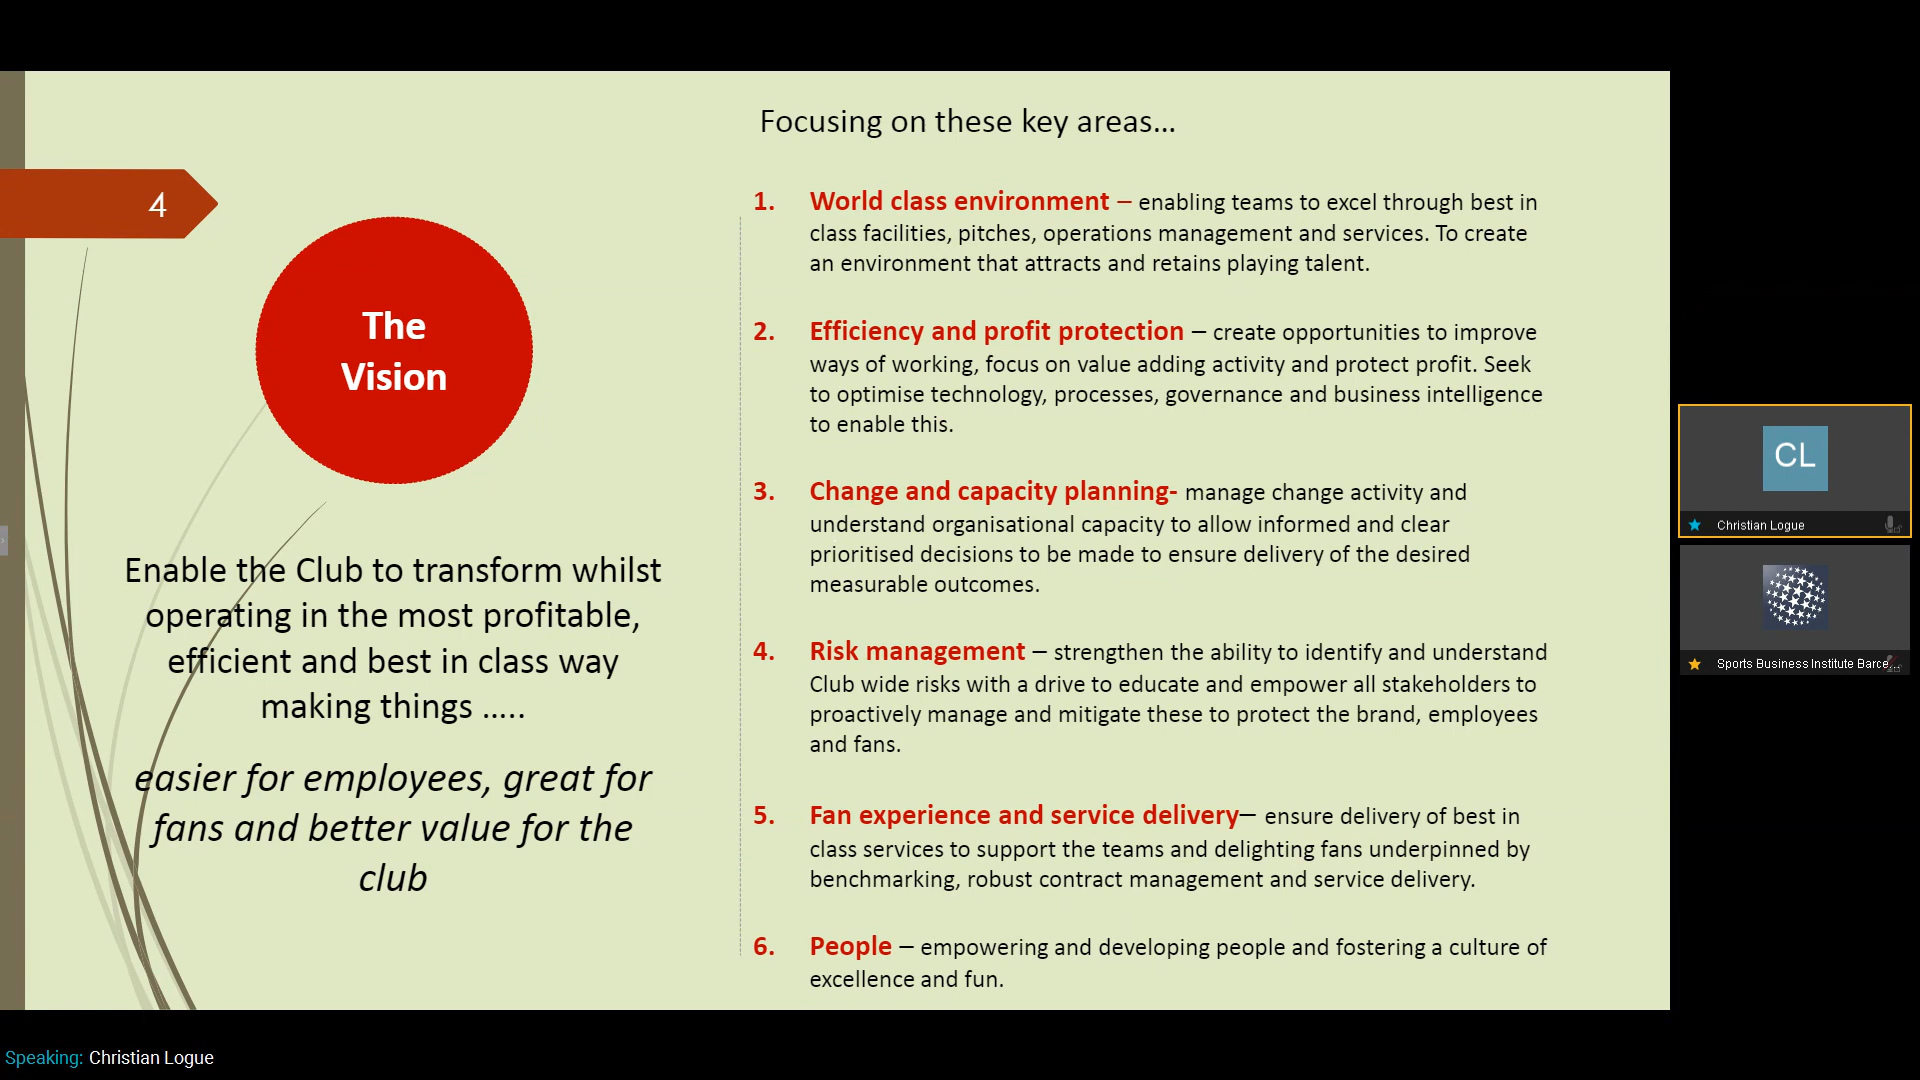 Focusing on these key areas...
4
The
Vision
Enable the Club to transform whilst
operating in the most profitable,
efficient and best in class way
making things .....
easier for employees, great for
fans and better value for the
club
1. World class environment – enabling teams to excel through best in
class facilities, pitches, operations management and services. To create
an environment that attracts and retains playing talent.
2. Efficiency and profit protection – create opportunities to improve
ways of working, focus on value adding activity and protect profit. Seek
to optimise technology, processes, governance and business intelligence
to enable this.
3. Change and capacity planning- manage change activity and
understand organisational capacity to allow informed and clear
prioritised decisions to be made to ensure delivery of the desired
measurable outcomes.
4. Risk management – strengthen the ability to identify and understand
Club wide risks with a drive to educate and empower all stakeholders to
proactively manage and mitigate these to protect the brand, employees
and fans.
5. Fan experience and service delivery– ensure delivery of best in
class services to support the teams and delighting fans underpinned by
benchmarking, robust contract management and service delivery.
6. People – empowering and developing people and fostering a culture of
excellence and fun.
CL
Christian Logue
Sports Business Institute Barce...
Speaking: Christian Logue